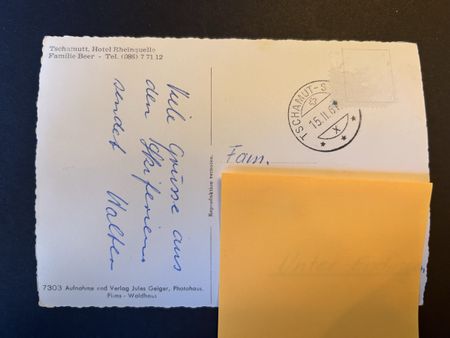 Tschamutt, Hotel Rheinquelle
Familie Beer - Tel. (086) 7 71 12
Viele Grüsse aus
den Skiferien
sendet Walter
Reproduktion verboten.
7303 Aufnahme und Verlag Jules Geiger, Photohaus,
Flims - Waldhaus
TSCHAMUT-S
15.II.61
X
Fam.